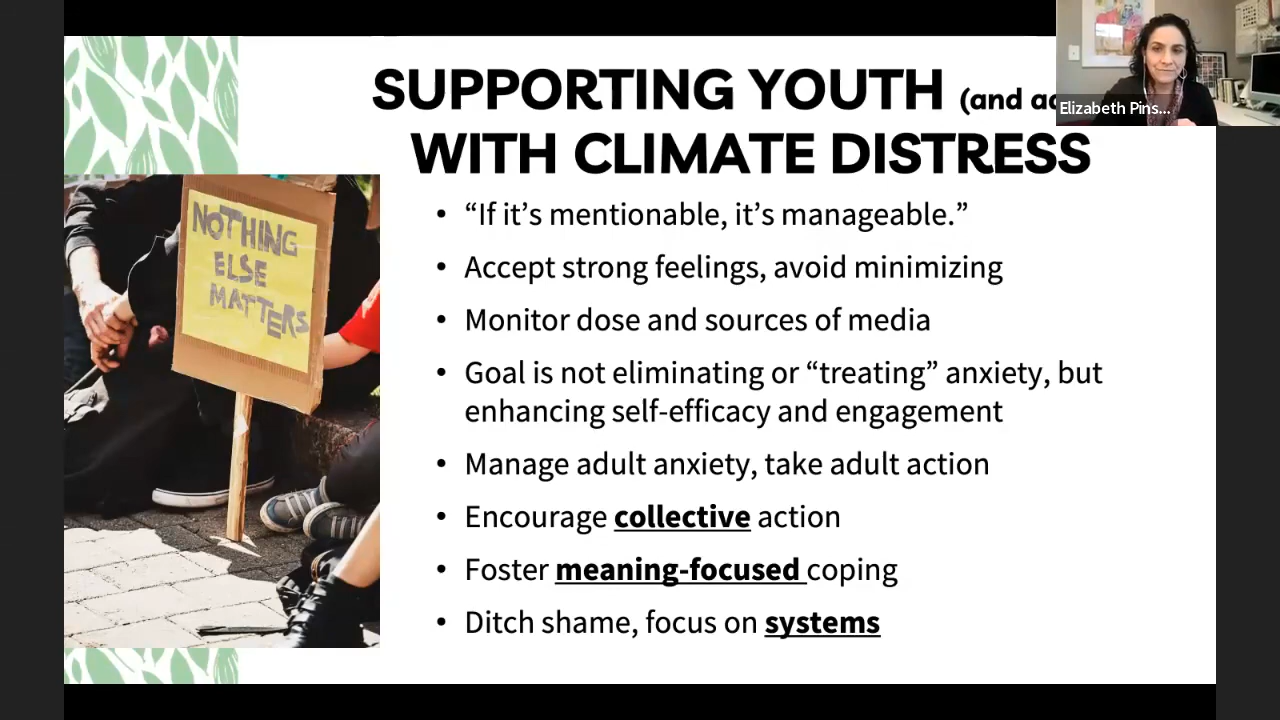 SUPPORTING YOUTH (and
Elizabeth Pins...
WITH CLIMATE DISTRESS
NOTHING
ELSE
MATTERS
• “If it’s mentionable, it’s manageable.”
• Accept strong feelings, avoid minimizing
• Monitor dose and sources of media
• Goal is not eliminating or “treating” anxiety, but
enhancing self-efficacy and engagement
• Manage adult anxiety, take adult action
• Encourage collective action
• Foster meaning-focused coping
• Ditch shame, focus on systems